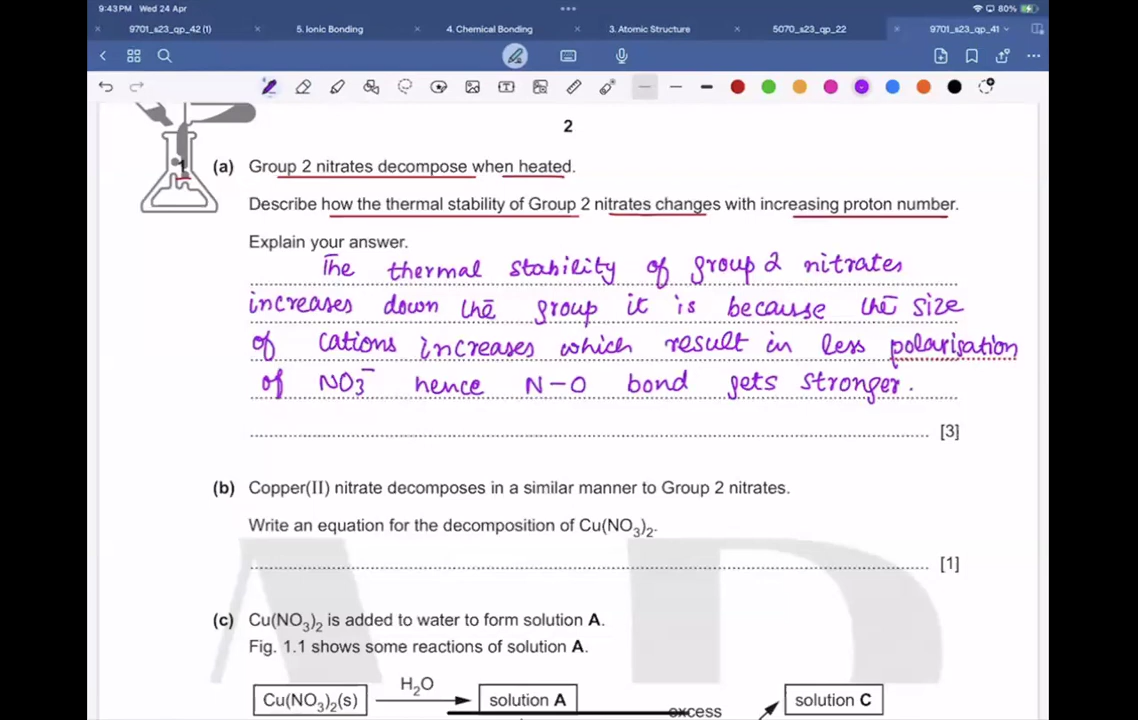 9:43 PM Wed 24 Apr
80%
9701_s23_qp_42 (1)
5. Ionic Bonding
4. Chemical Bonding
3. Atomic Structure
5070_s23_qp_22
9701_s23_qp_41
2
1 (a) Group 2 nitrates decompose when heated.
Describe how the thermal stability of Group 2 nitrates changes with increasing proton number.
Explain your answer.
The thermal stability of group 2 nitrates
increases down the group it is because the size
of cations increases which result in less polarisation
of NO3⁻ hence N-O bond gets stronger.
[3]
(b) Copper(II) nitrate decomposes in a similar manner to Group 2 nitrates.
Write an equation for the decomposition of Cu(NO₃)₂.
[1]
(c) Cu(NO₃)₂ is added to water to form solution A.
Fig. 1.1 shows some reactions of solution A.
Cu(NO₃)₂(s) H₂O solution A excess solution C